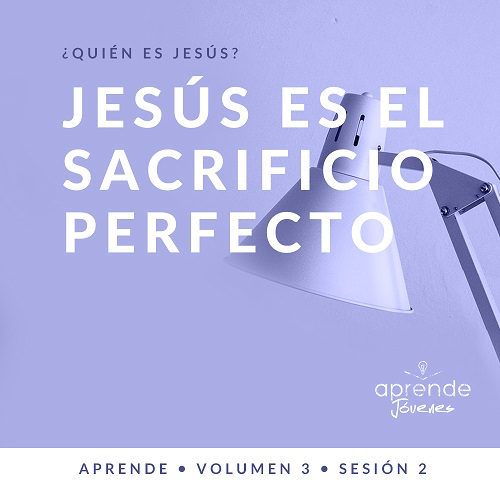 ¿QUIÉN ES JESÚS?
JESÚS ES EL
SACRIFICIO
PERFECTO
aprende
Jóvenes
APRENDE • VOLUMEN 3 • SESIÓN 2